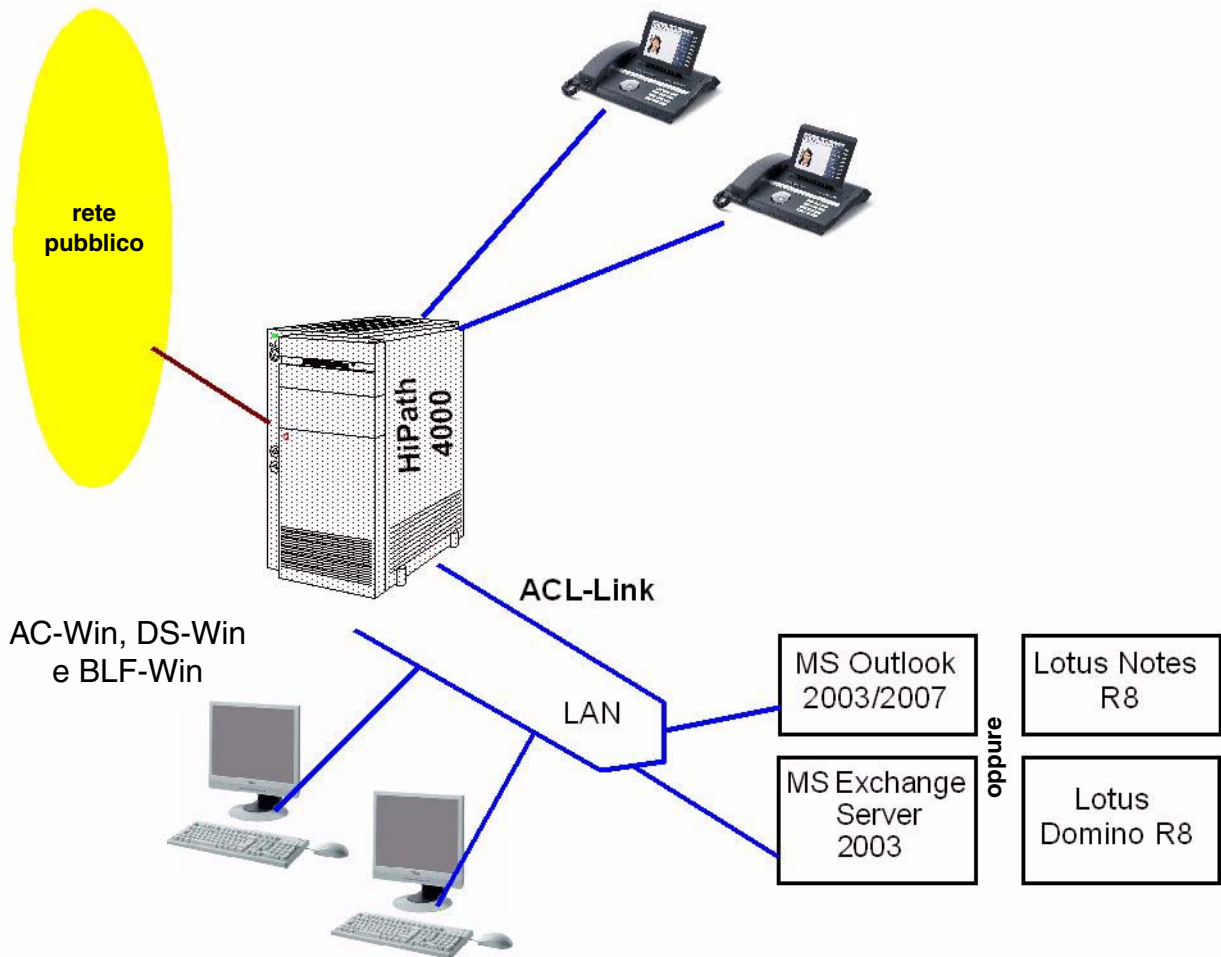 rete
pubblico
HiPath
4000
ACL-Link
AC-Win, DS-Win
e BLF-Win
LAN
MS Outlook
2003/2007
oppure
Lotus Notes
R8
MS Exchange
Server
2003
Lotus
Domino R8